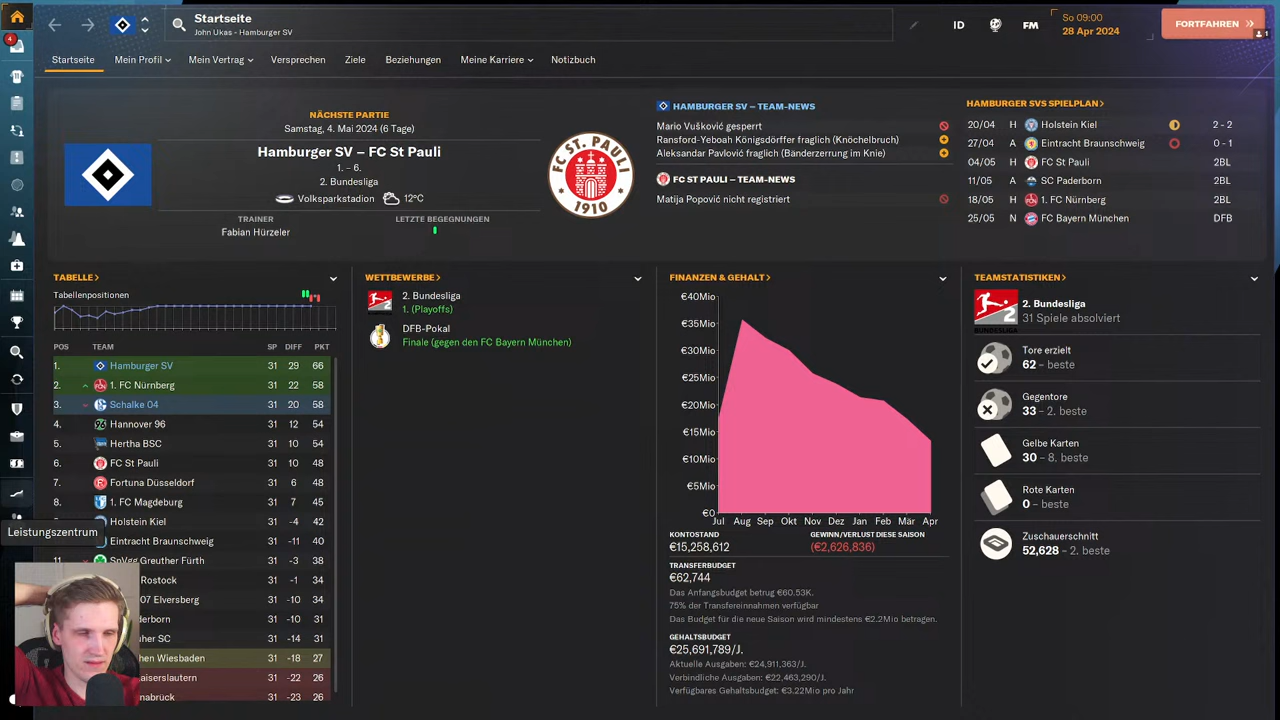 Startseite
John Ukas - Hamburger SV
ID
FM
So 09:00
28 Apr 2024
FORTFAHREN
1
4
Startseite
Mein Profil
Mein Vertrag
Versprechen
Ziele
Beziehungen
Meine Karriere
Notizbuch
NÄCHSTE PARTIE
Samstag, 4. Mai 2024 (6 Tage)
Hamburger SV – FC St Pauli
1. – 6.
2. Bundesliga
Volksparkstadion
12°C
TRAINER
Fabian Hürzeler
LETZTE BEGEGNUNGEN
FC ST. PAULI
1910
HAMBURGER SV – TEAM-NEWS
Mario Vušković gesperrt
Ransford-Yeboah Königsdörffer fraglich (Knöchelbruch)
Aleksandar Pavlović fraglich (Bänderzerrung im Knie)
FC ST PAULI – TEAM-NEWS
Matija Popović nicht registriert
HAMBURGER SVS SPIELPLAN
20/04 H Holstein Kiel 2 - 2
27/04 A Eintracht Braunschweig 0 - 1
04/05 H FC St Pauli 2BL
11/05 A SC Paderborn 2BL
18/05 H 1. FC Nürnberg 2BL
25/05 N FC Bayern München DFB
TABELLE
Tabellenpositionen
POS TEAM SP DIFF PKT
1. Hamburger SV 31 29 66
2. 1. FC Nürnberg 31 22 58
3. Schalke 04 31 20 58
4. Hannover 96 31 12 54
5. Hertha BSC 31 10 54
6. FC St Pauli 31 10 48
7. Fortuna Düsseldorf 31 6 48
8. 1. FC Magdeburg 31 7 45
Holstein Kiel 31 -4 42
Eintracht Braunschweig 31 -11 40
11. SpVgg Greuther Fürth 31 -3 38
Rostock 31 -1 34
07 Elversberg 31 -10 34
derborn 31 -10 31
her SC 31 -14 31
hen Wiesbaden 31 -18 27
aiserslautern 31 -22 26
nabrück 31 -23 26
Leistungszentrum
WETTBEWERBE
2. Bundesliga
1. (Playoffs)
DFB-Pokal
Finale (gegen den FC Bayern München)
FINANZEN & GEHALT
€40Mio
€35Mio
€30Mio
€25Mio
€20Mio
€15Mio
€10Mio
€5Mio
€0
Jul Aug Sep Okt Nov Dez Jan Feb Mär Apr
KONTOSTAND
€15,258,612
GEWINN/VERLUST DIESE SAISON
(€2,626,836)
TRANSFERBUDGET
€62,744
Das Anfangsbudget betrug €60.53K.
75% der Transfereinnahmen verfügbar
Das Budget für die neue Saison wird mindestens €2.2Mio betragen.
GEHALTSBUDGET
€25,691,789/J.
Aktuelle Ausgaben: €24,911,363/J.
Verbindliche Ausgaben: €22,463,290/J.
Verfügbares Gehaltsbudget: €3.22Mio pro Jahr
TEAMSTATISTIKEN
BUNDESLIGA
2. Bundesliga
31 Spiele absolviert
Tore erzielt
62 – beste
Gegentore
33 – 2. beste
Gelbe Karten
30 – 8. beste
Rote Karten
0 – beste
Zuschauerschnitt
52,628 – 2. beste